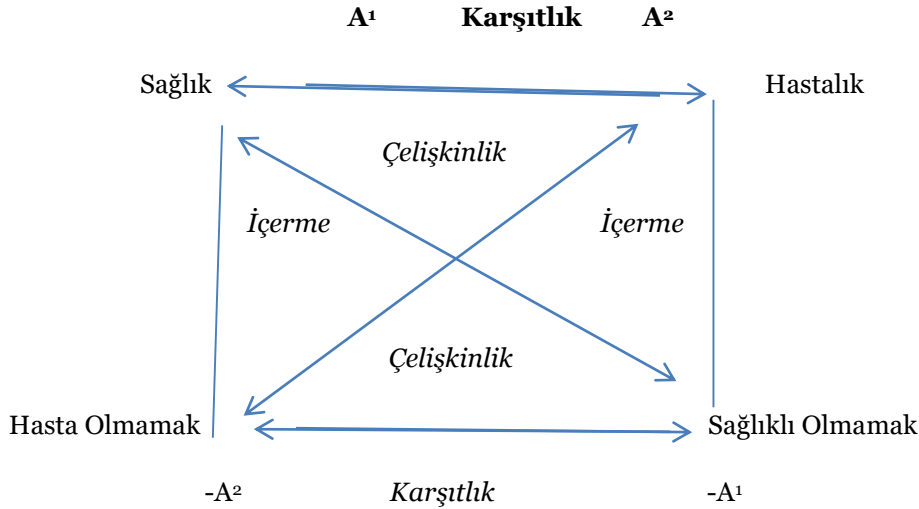 A¹ Karşıtlık A²
Sağlık Hastalık
Çelişkinlik
İçerme İçerme
Çelişkinlik
Hasta Olmamak Sağlıklı Olmamak
-A² Karşıtlık -A¹